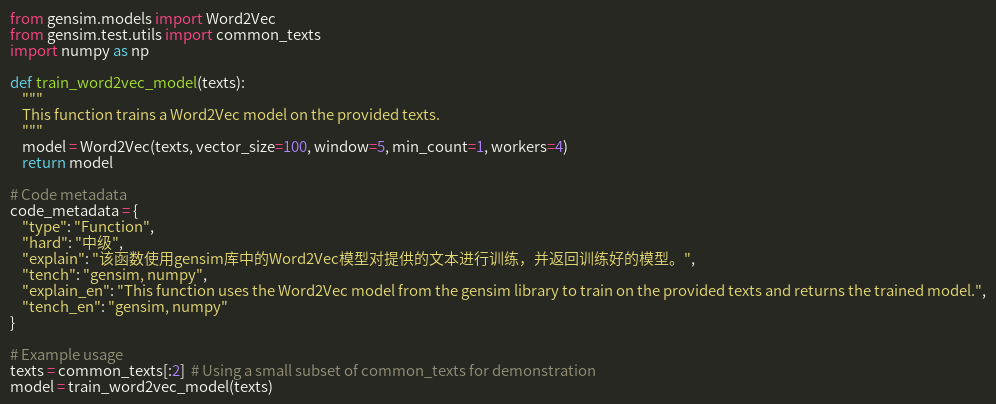 from gensim.models import Word2Vec
from gensim.test.utils import common_texts
import numpy as np

def train_word2vec_model(texts):
    """
    This function trains a Word2Vec model on the provided texts.
    """
    model = Word2Vec(texts, vector_size=100, window=5, min_count=1, workers=4)
    return model

# Code metadata
code_metadata = {
    "type": "Function",
    "hard": "中级",
    "explain": "该函数使用gensim库中的Word2Vec模型对提供的文本进行训练，并返回训练好的模型。",
    "tench": "gensim, numpy",
    "explain_en": "This function uses the Word2Vec model from the gensim library to train on the provided texts and returns the trained model.",
    "tench_en": "gensim, numpy"
}

# Example usage
texts = common_texts[:2]  # Using a small subset of common_texts for demonstration
model = train_word2vec_model(texts)